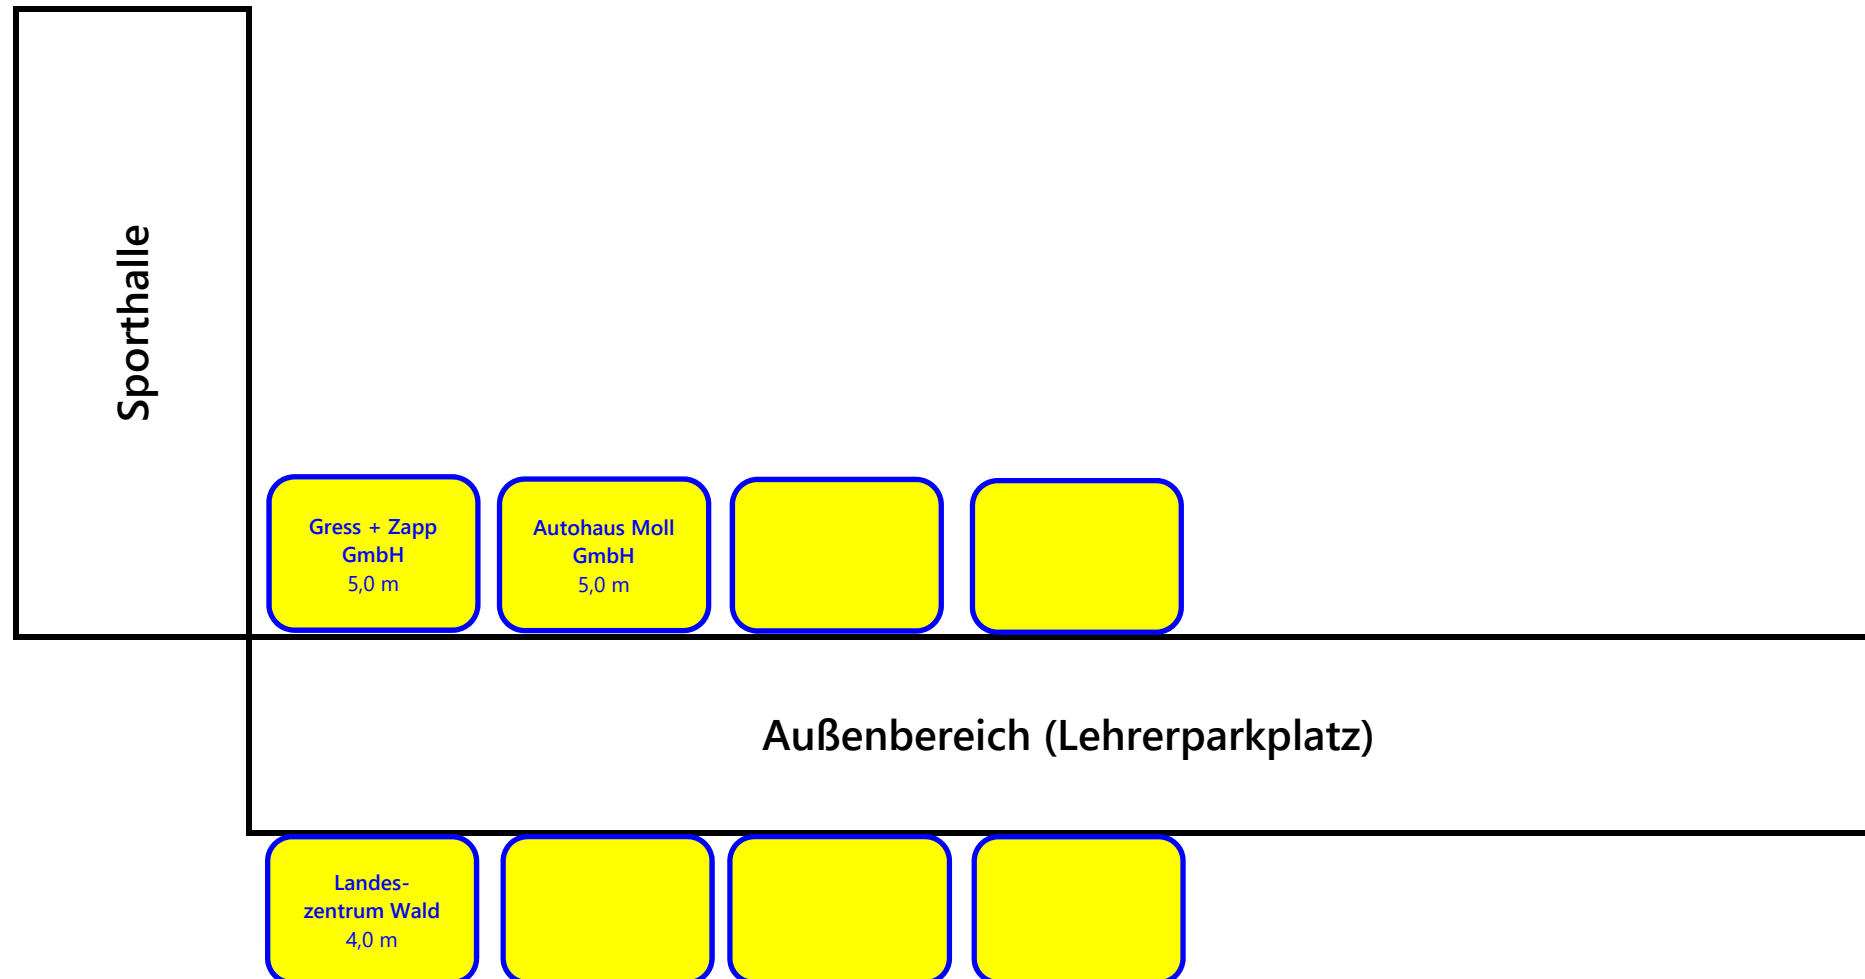 Sporthalle
Gress + Zapp
GmbH
5,0 m
Autohaus Moll
GmbH
5,0 m
Außenbereich (Lehrerparkplatz)
Landes-
zentrum Wald
4,0 m